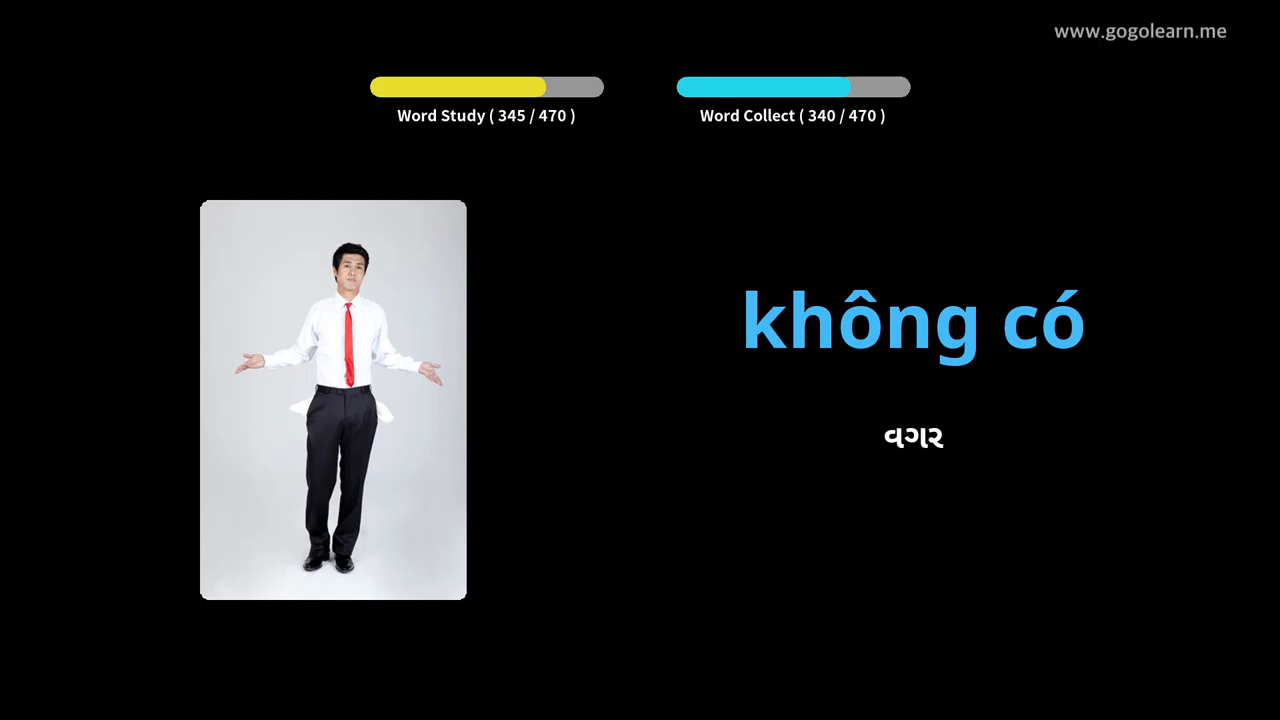 www.gogolearn.me
Word Study ( 345 / 470 )
Word Collect ( 340 / 470 )
không có
વગર